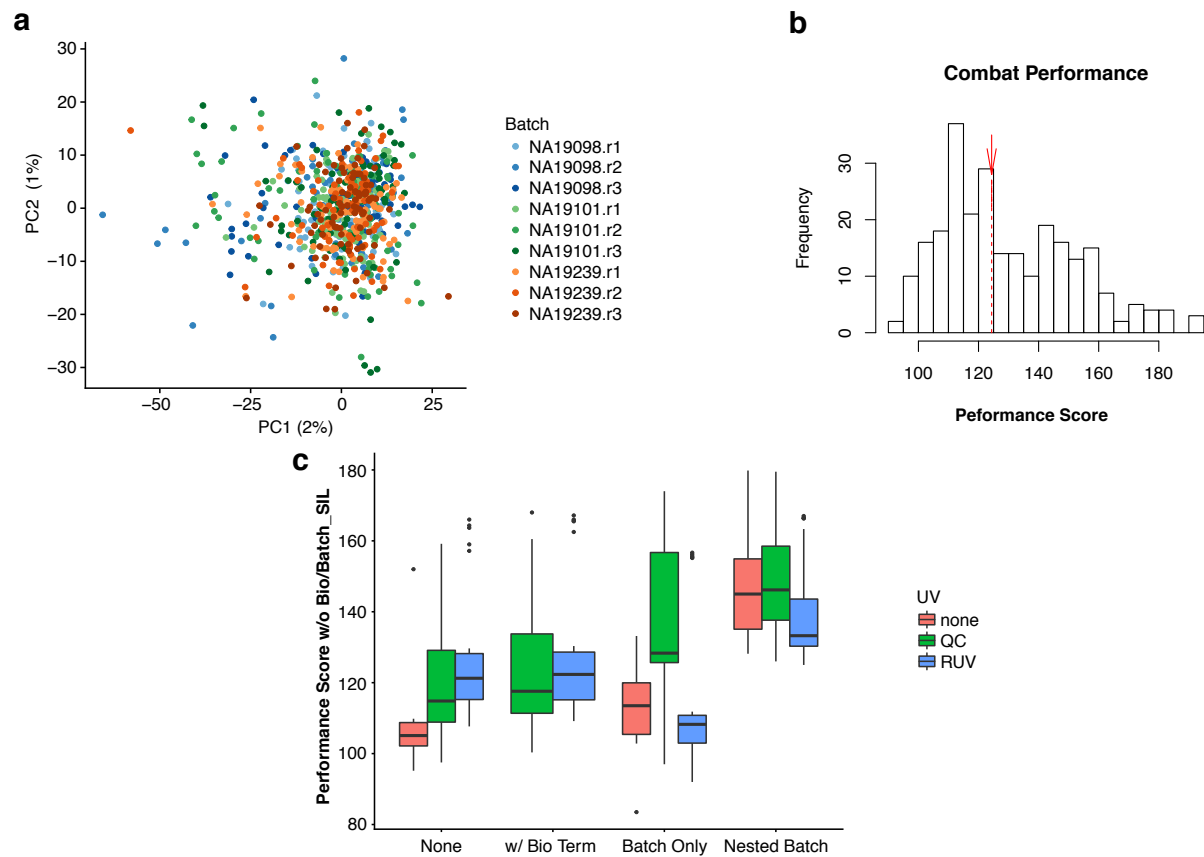 a
PC2 (1%)
30
20
10
0
−10
−20
−30
−50
−25
0
25
PC1 (2%)
Batch
NA19098.r1
NA19098.r2
NA19098.r3
NA19101.r1
NA19101.r2
NA19101.r3
NA19239.r1
NA19239.r2
NA19239.r3
b
Combat Performance
Frequency
30
20
10
0
100
120
140
160
180
Peformance Score
c
Performance Score w/o Bio/Batch_SIL
180
160
140
120
100
80
None
w/ Bio Term
Batch Only
Nested Batch
UV
none
QC
RUV